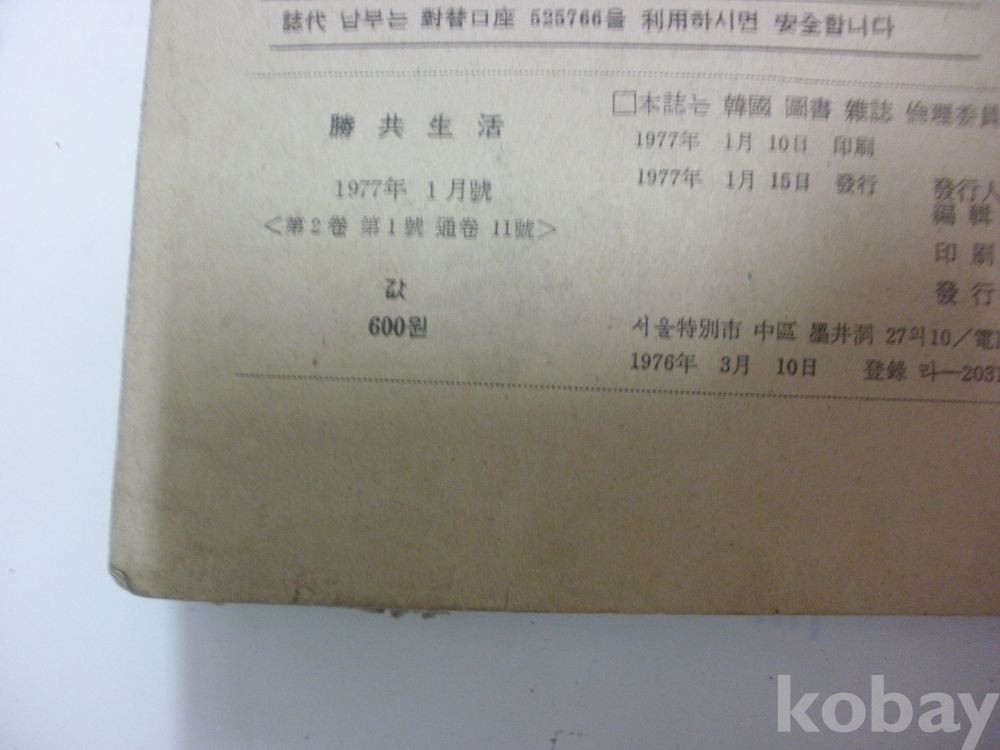 誌代 납부는 對替口座 525766을 利用하시면 安全합니다
勝共生活
1977年 1月號
<第2卷 第1號 通卷 11號>
값
600원
□本誌는 韓國 圖書 雜誌 倫理委員
1977年 1月 10日 印刷
1977年 1月 15日 發行
發行人
編輯
印刷
發行
서울特別市 中區 墨井洞 27의16/電
1976年 3月 10日 登錄 라—2031
kobay